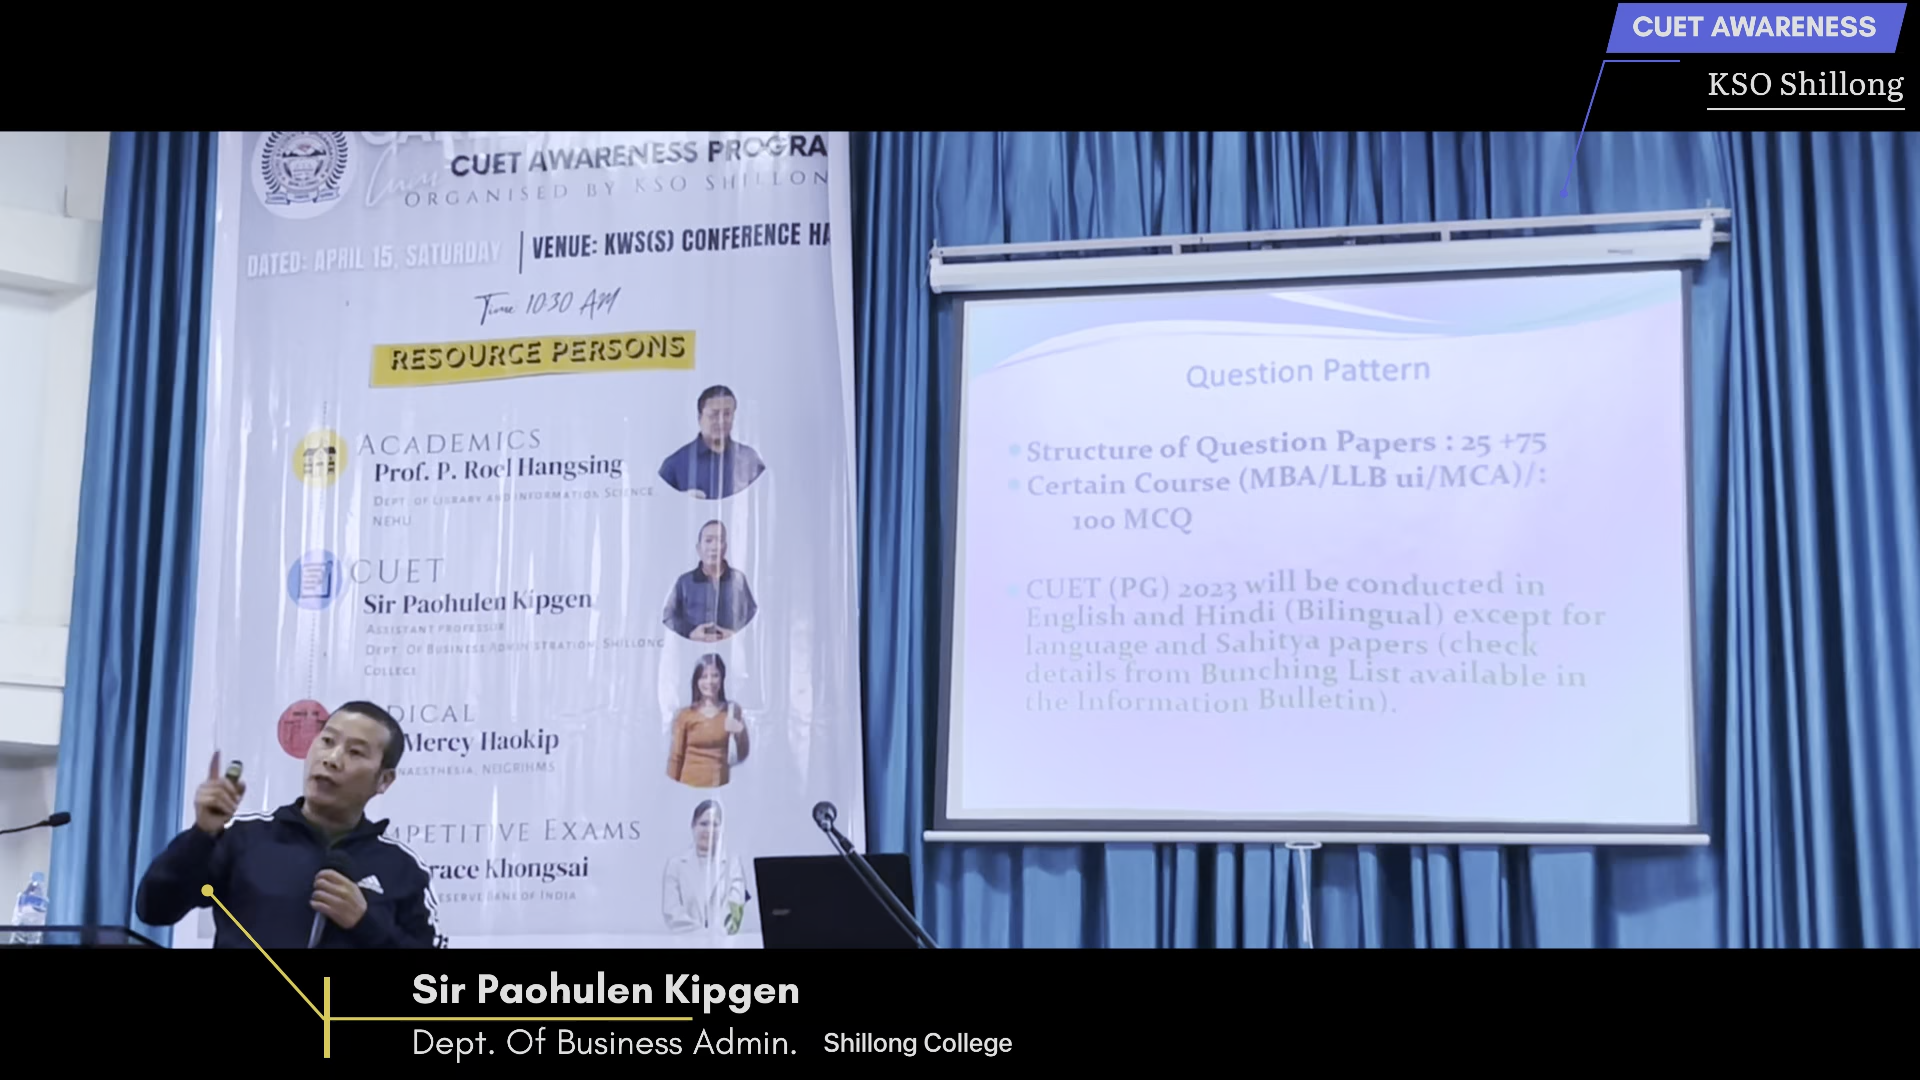 CUET AWARENESS
KSO Shillong
CUET AWARENESS PROGRA
ORGANISED BY KSO SHILLON
DATED: APRIL 15, SATURDAY
VENUE: KWS(S) CONFERENCE HA
Time 10:30 AM
RESOURCE PERSONS
ACADEMICS
Prof. P. Roel Hangsing
DEPT. OF LIBRARY AND INFORMATION SCIENCE
NEHU
CUET
Sir Paohulen Kipgen
ASSISTANT PROFESSOR
DEPT. OF BUSINESS ADMINISTRATION, SHILLONG
COLLEGE
DICAL
Mercy Haokip
NAESTHESIA, NEIGRIHMS
MPETITIVE EXAMS
race Khongsai
ESERVE BANK OF INDIA
Question Pattern
Structure of Question Papers : 25 +75
Certain Course (MBA/LLB ui/MCA)/:
100 MCQ
CUET (PG) 2023 will be conducted in
English and Hindi (Bilingual) except for
language and Sahitya papers (check
details from Bunching List available in
the Information Bulletin).
Sir Paohulen Kipgen
Dept. Of Business Admin. Shillong College